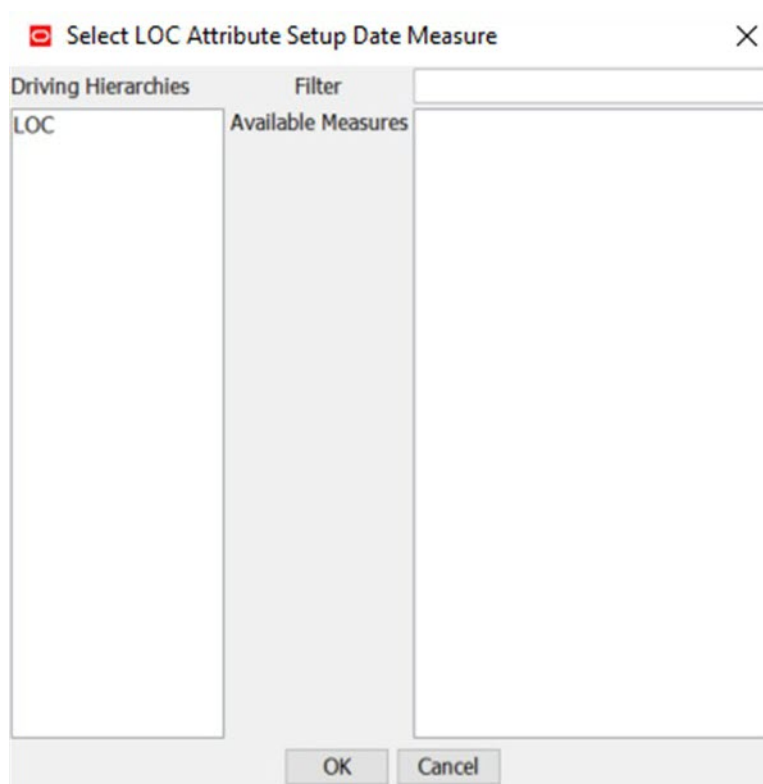 Select LOC Attribute Setup Date Measure
Driving Hierarchies Filter
LOC Available Measures
OK Cancel